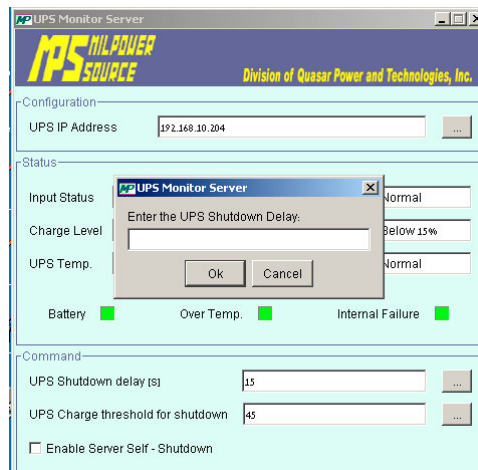 UPS Monitor Server
MPS MILPOWER
SOURCE
Division of Quasar Power and Technologies, Inc.
Configuration
UPS IP Address 192.168.10.204 ...
Status
UPS Monitor Server
Input Status Normal
Enter the UPS Shutdown Delay:
Charge Level Below 15%
UPS Temp. Normal
Ok Cancel
Battery Over Temp. Internal Failure
Command
UPS Shutdown delay [S] 15 ...
UPS Charge threshold for shutdown 45 ...
Enable Server Self - Shutdown